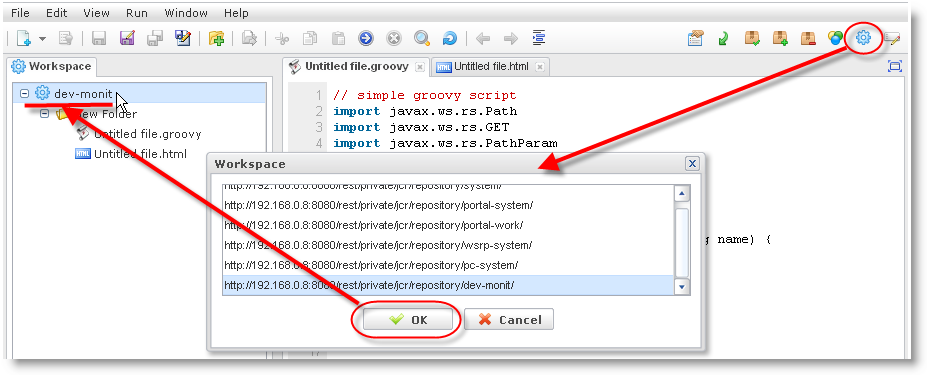 File Edit View Run Window Help
Workspace
Untitled file.groovy
Untitled file.html
dev-monit
New Folder
Untitled file.groovy
Untitled file.html
1 // simple groovy script
2 import javax.ws.rs.Path
3 import javax.ws.rs.GET
4 import javax.ws.rs.PathParam
name) {
Workspace
http://192.168.0.8:8080/rest/private/jcr/repository/system/
http://192.168.0.8:8080/rest/private/jcr/repository/portal-system/
http://192.168.0.8:8080/rest/private/jcr/repository/portal-work/
http://192.168.0.8:8080/rest/private/jcr/repository/wsrp-system/
http://192.168.0.8:8080/rest/private/jcr/repository/pc-system/
http://192.168.0.8:8080/rest/private/jcr/repository/dev-monit/
OK
Cancel